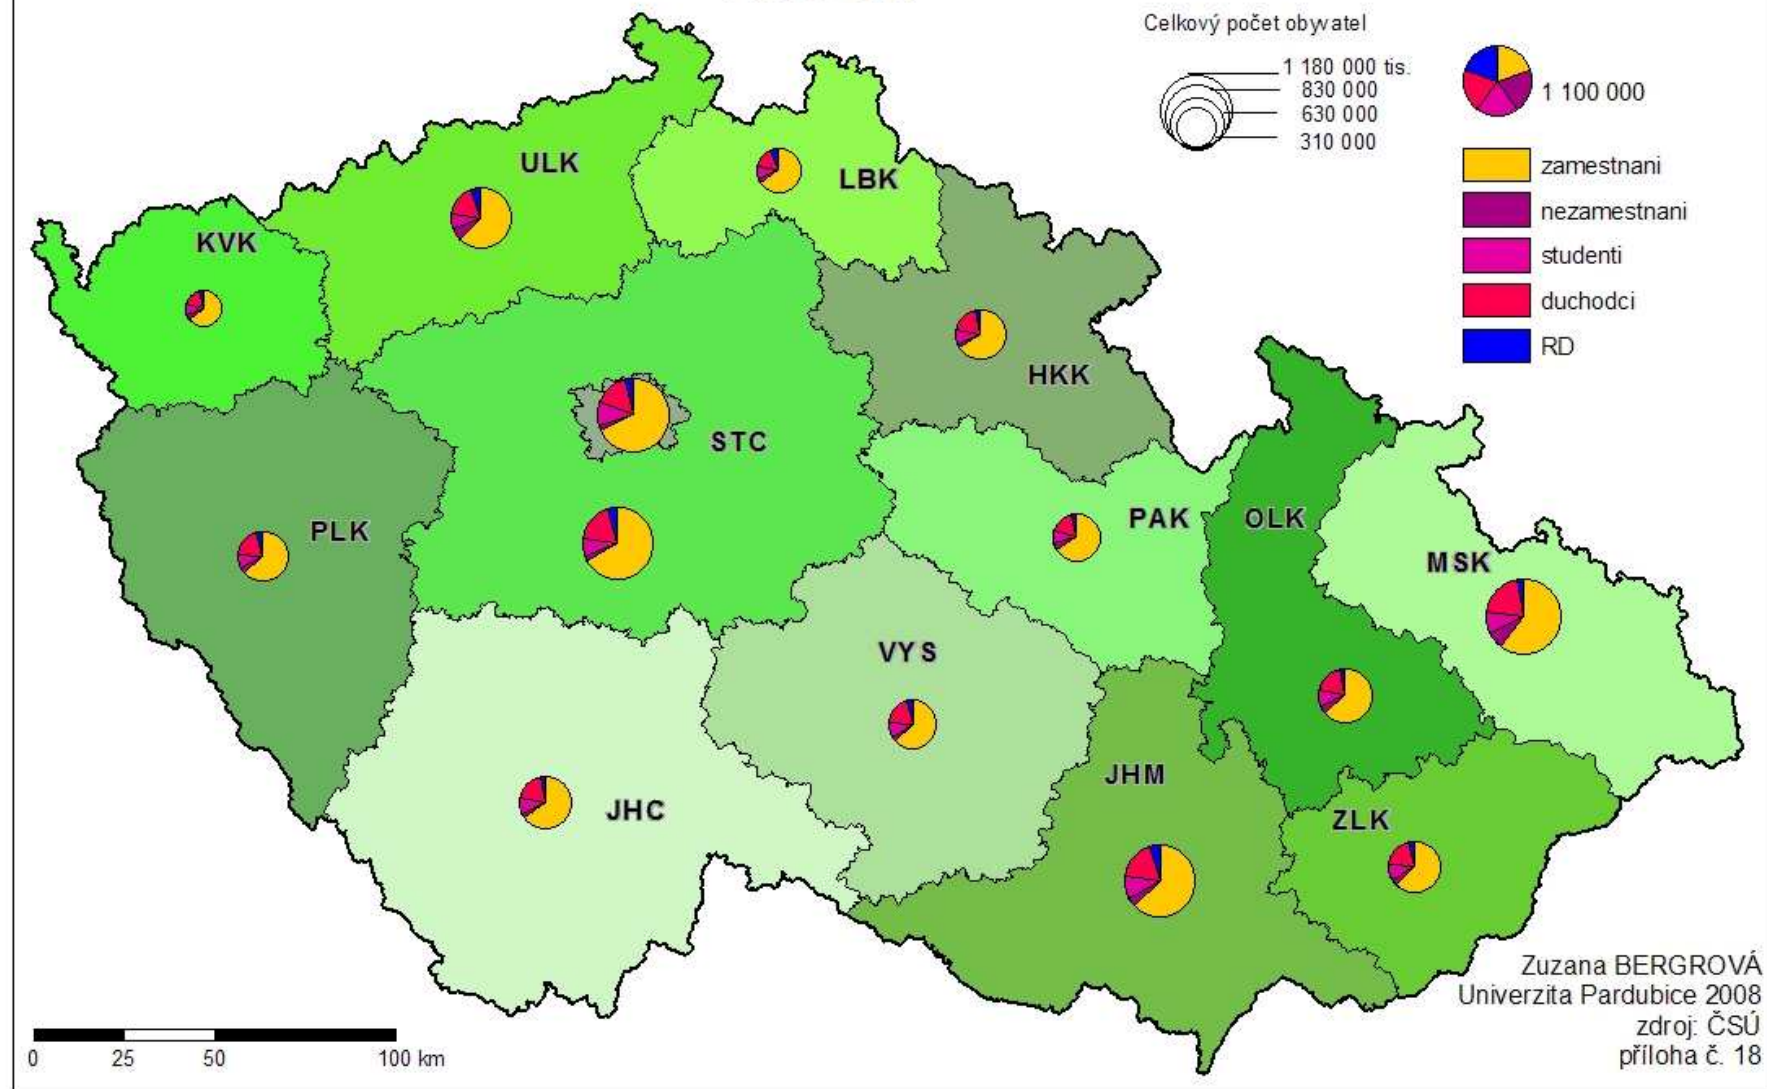 Celkový počet obyvatel
1 180 000 tis.
830 000
630 000
310 000
1 100 000
zamestnani
nezamestnani
studenti
duchodci
RD
ULK
LBK
KVK
HKK
STC
PLK
PAK
OLK
MSK
VYS
JHM
JHC
ZLK
Zuzana BERGROVÁ
Univerzita Pardubice 2008
zdroj: ČSÚ
příloha č. 18
0 25 50 100 km